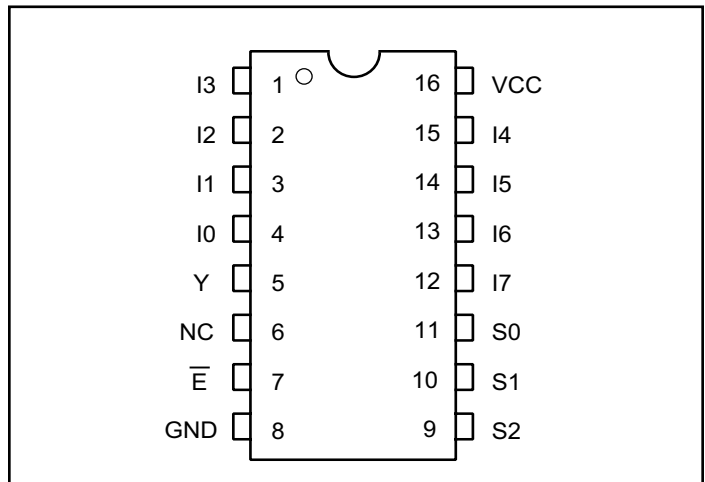 I3 1 16 VCC
I2 2 15 I4
I1 3 14 I5
I0 4 13 I6
Y 5 12 I7
NC 6 11 S0
E̅ 7 10 S1
GND 8 9 S2